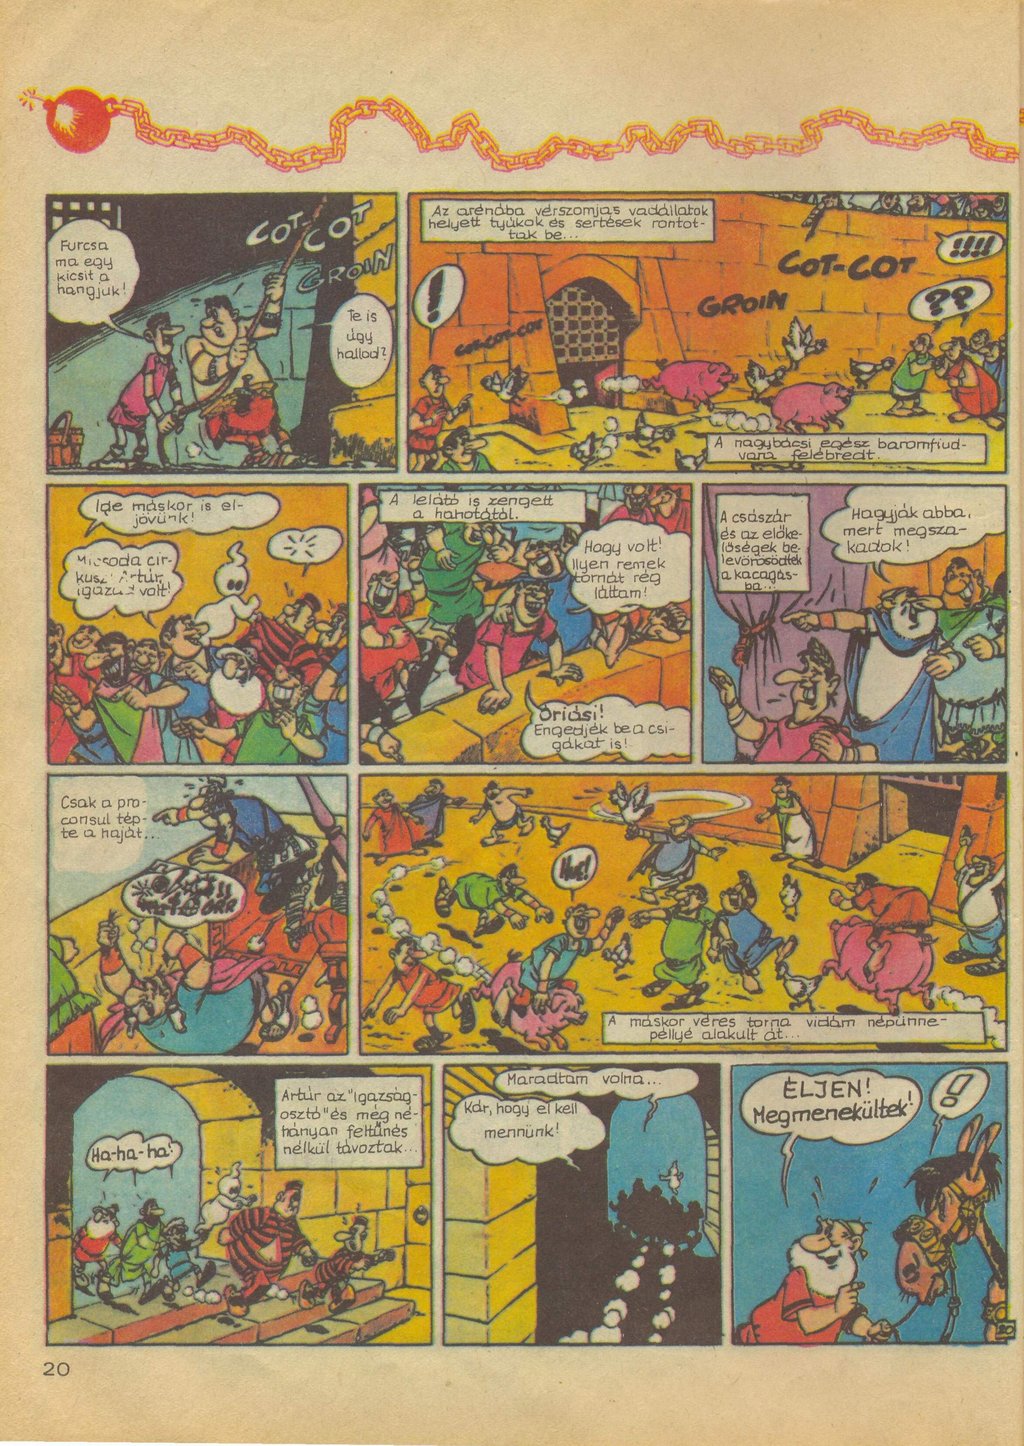 Furcsa
ma egy
kicsit a
hangjuk!
COT-
COT
GROIN
Te is
úgy
hallod?
Az arénába vérszomjas vadállatok
helyett tyúkok és sertések rontot-
tak be...
!
COT-COT-COT
GROIN
COT-COT
!!!!
??
A nagybácsi egész baromfiud-
vara felébredt.
Ide máskor is el-
jövünk!
Micsoda cir-
kusz! Artúr,
igazad volt!
A lelátó is zengett
a hahotától.
Hogy volt!
Ilyen remek
tornát rég
láttam!
Óriási!
Engedjék be a csi-
gákat is!
A császár
és az előke-
lőségek be-
levörösödtek
a kacagás-
ba...
Hagyják abba,
mert megsza-
kadok!
Csak a pro-
consul tép-
te a haját...
!!
Hut!
A máskor véres torna vidám népünne-
péllyé alakult át...
Ha-ha-ha!
Artúr az "Igazság-
osztó" és még né-
hányan feltűnés
nélkül távoztak...
Maradtam volna...
Kár, hogy el kell
mennünk!
ÉLJEN!
Megmenekültek!
!
20